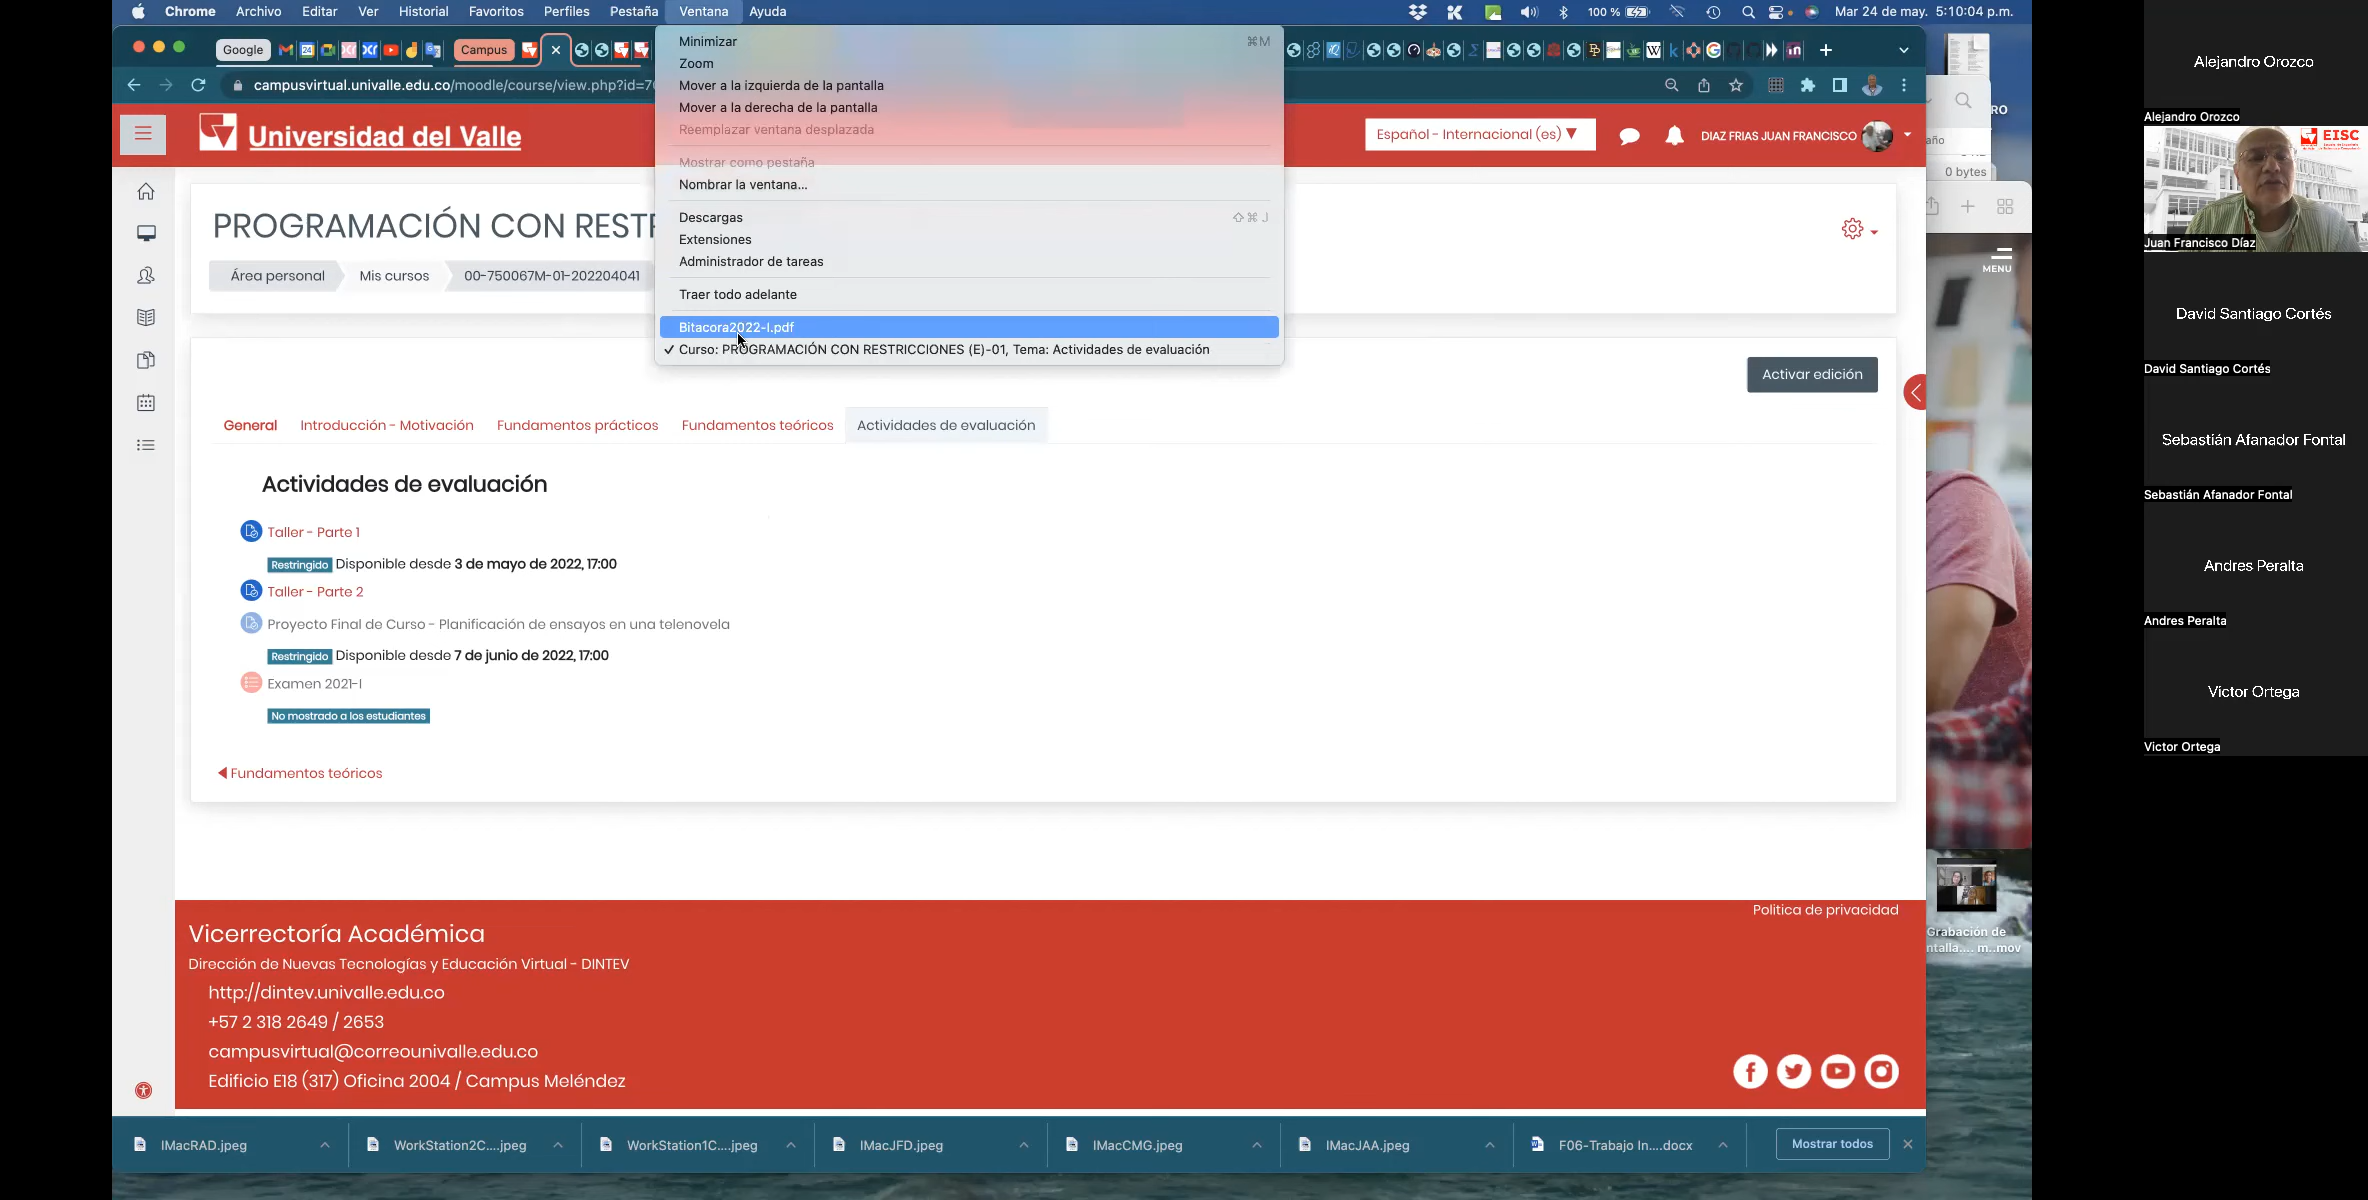 Chrome Archivo Editar Ver Historial Favoritos Perfiles Pestaña Ventana Ayuda
100 % Mar 24 de may. 5:10:04 p.m.
Google Campus
campusvirtual.univalle.edu.co/moodle/course/view.php?id=7
Minimizar ⌘M
Zoom
Mover a la izquierda de la pantalla
Mover a la derecha de la pantalla
Reemplazar ventana desplazada
Mostrar como pestaña
Nombrar la ventana...
Descargas ⇧⌘J
Extensiones
Administrador de tareas
Traer todo adelante
Bitacora2022-I.pdf
✓ Curso: PROGRAMACIÓN CON RESTRICCIONES (E)-01, Tema: Actividades de evaluación
Universidad del Valle
Español - Internacional (es) ▼
DIAZ FRIAS JUAN FRANCISCO
PROGRAMACIÓN CON REST
Área personal Mis cursos 00-750067M-01-202204041
Activar edición
General Introducción - Motivación Fundamentos prácticos Fundamentos teóricos Actividades de evaluación
Actividades de evaluación
Taller - Parte 1
Restringido Disponible desde 3 de mayo de 2022, 17:00
Taller - Parte 2
Proyecto Final de Curso - Planificación de ensayos en una telenovela
Restringido Disponible desde 7 de junio de 2022, 17:00
Examen 2021-I
No mostrado a los estudiantes
Fundamentos teóricos
Politica de privacidad
Vicerrectoría Académica
Dirección de Nuevas Tecnologías y Educación Virtual - DINTEV
http://dintev.univalle.edu.co
+57 2 318 2649 / 2653
campusvirtual@correounivalle.edu.co
Edificio E18 (317) Oficina 2004 / Campus Meléndez
IMacRAD.jpeg
WorkStation2C....jpeg
WorkStation1C....jpeg
IMacJFD.jpeg
IMacCMG.jpeg
IMacJAA.jpeg
F06-Trabajo In....docx
Mostrar todos
RO
año
0 bytes
MENU
Grabación de
ntalla.... m..mov
Alejandro Orozco
Alejandro Orozco
EISC
Juan Francisco Díaz
David Santiago Cortés
David Santiago Cortés
Sebastián Afanador Fontal
Sebastián Afanador Fontal
Andres Peralta
Andres Peralta
Victor Ortega
Victor Ortega